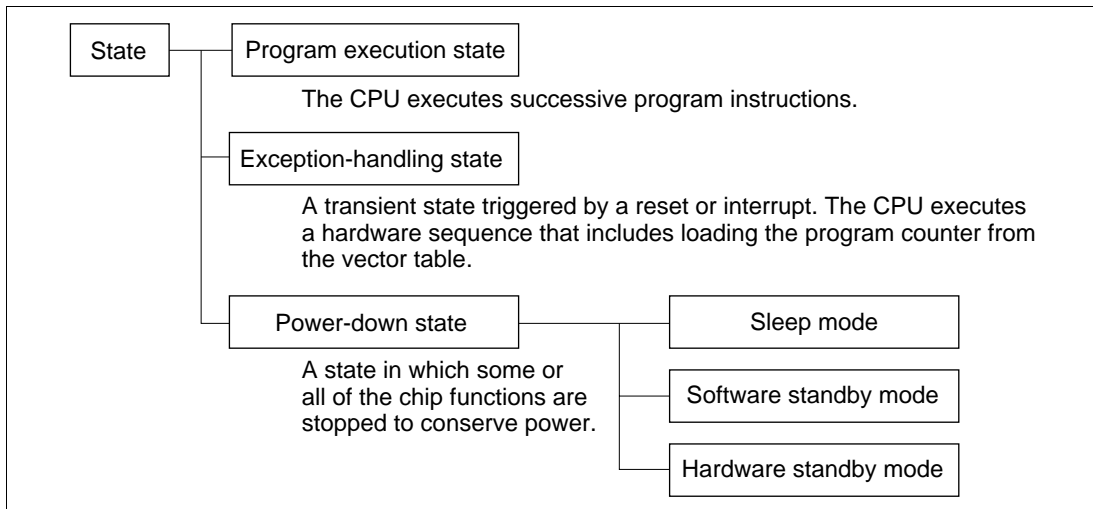 State
Program execution state
The CPU executes successive program instructions.
Exception-handling state
A transient state triggered by a reset or interrupt. The CPU executes
a hardware sequence that includes loading the program counter from
the vector table.
Power-down state
Sleep mode
A state in which some or
all of the chip functions are
stopped to conserve power.
Software standby mode
Hardware standby mode